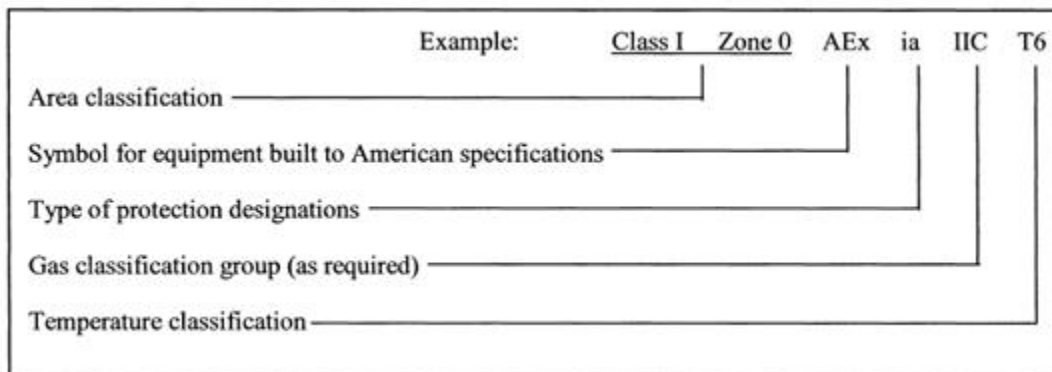 Example: Class I Zone 0 AEx ia IIC T6
Area classification
Symbol for equipment built to American specifications
Type of protection designations
Gas classification group (as required)
Temperature classification